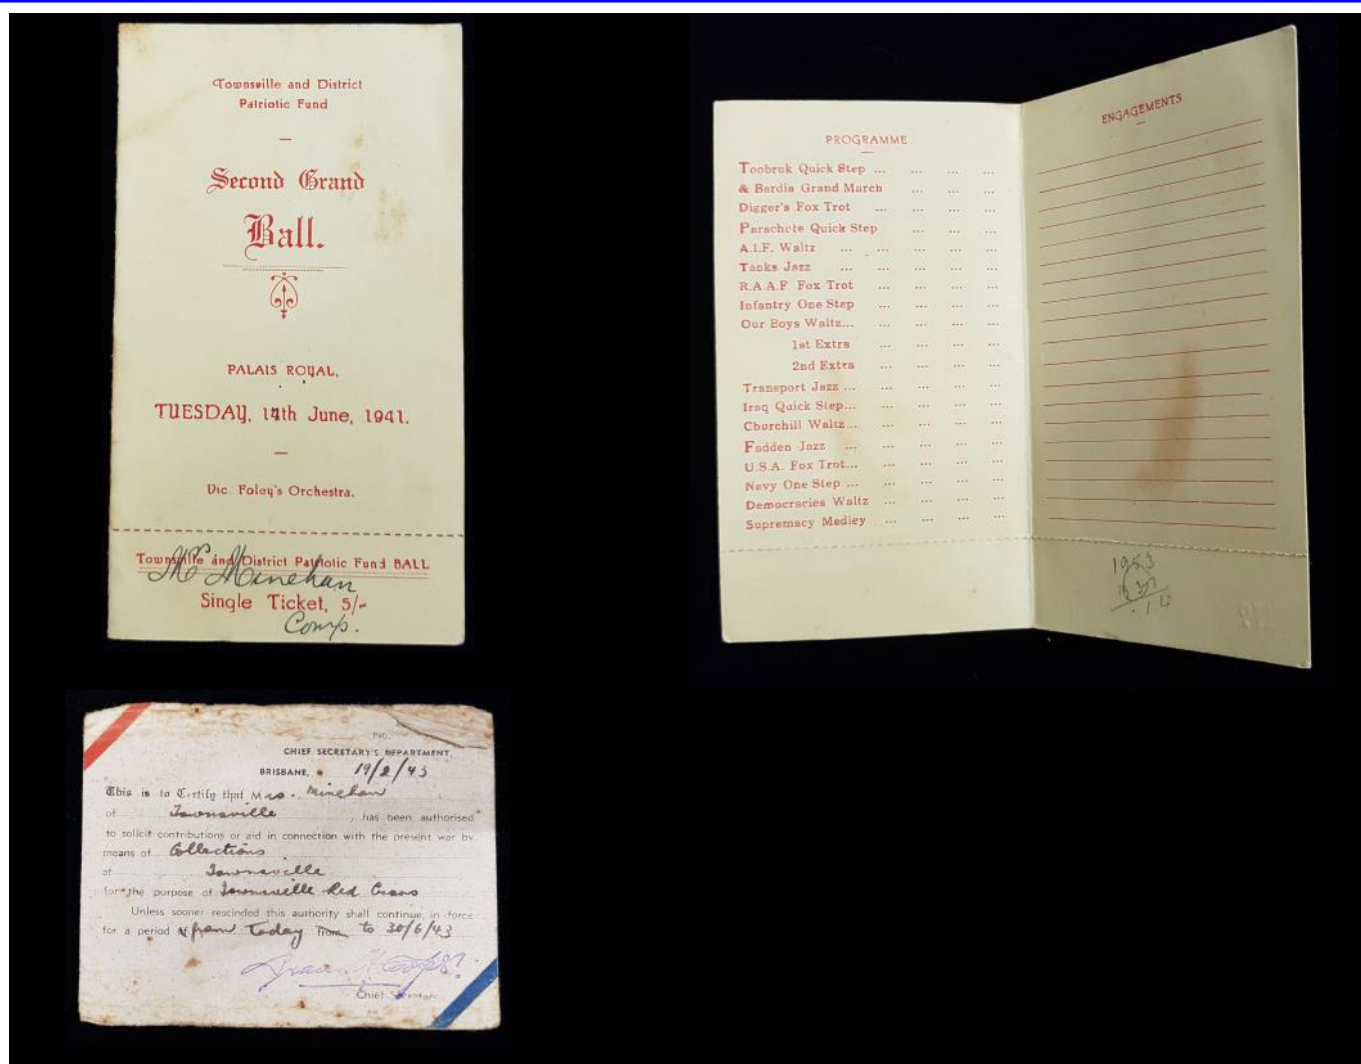 Townsville and District
Patriotic Fund
Second Grand
Ball.
PALAIS ROYAL,
TUESDAY, 14th June, 1941.
Vic. Foley's Orchestra.
Townsville and District Patriotic Fund BALL
M Minehan
Single Ticket, 5/-
Comp.
PROGRAMME
Toobruk Quick Step ... ... ... ...
& Bardia Grand March ... ... ...
Digger's Fox Trot ... ... ... ...
Parachute Quick Step ... ... ...
A.I.F. Waltz ... ... ... ... ...
Tanks Jazz ... ... ... ... ...
R.A.A.F Fox Trot ... ... ... ...
Infantry One Step ... ... ... ...
Our Boys Waltz... ... ... ... ...
1st Extra ... ... ... ...
2nd Extra ... ... ... ...
Transport Jazz ... ... ... ... ...
Iraq Quick Step... ... ... ... ...
Churchill Waltz... ... ... ... ...
Fadden Jazz ... ... ... ... ...
U.S.A. Fox Trot... ... ... ... ...
Navy One Step ... ... ... ... ...
Democracies Waltz ... ... ... ...
Supremacy Medley ... ... ... ...
ENGAGEMENTS
1953
No.
CHIEF SECRETARY'S DEPARTMENT,
BRISBANE, 19/2/43
This is to Certify that Mrs. Minehan
of Townsville, has been authorised
to solicit contributions or aid in connection with the present war by
means of Collections
at Townsville
for the purpose of Townsville Red Cross
Unless sooner rescinded this authority shall continue in force
for a period of from Today from to 30/6/43
Chief Secretary